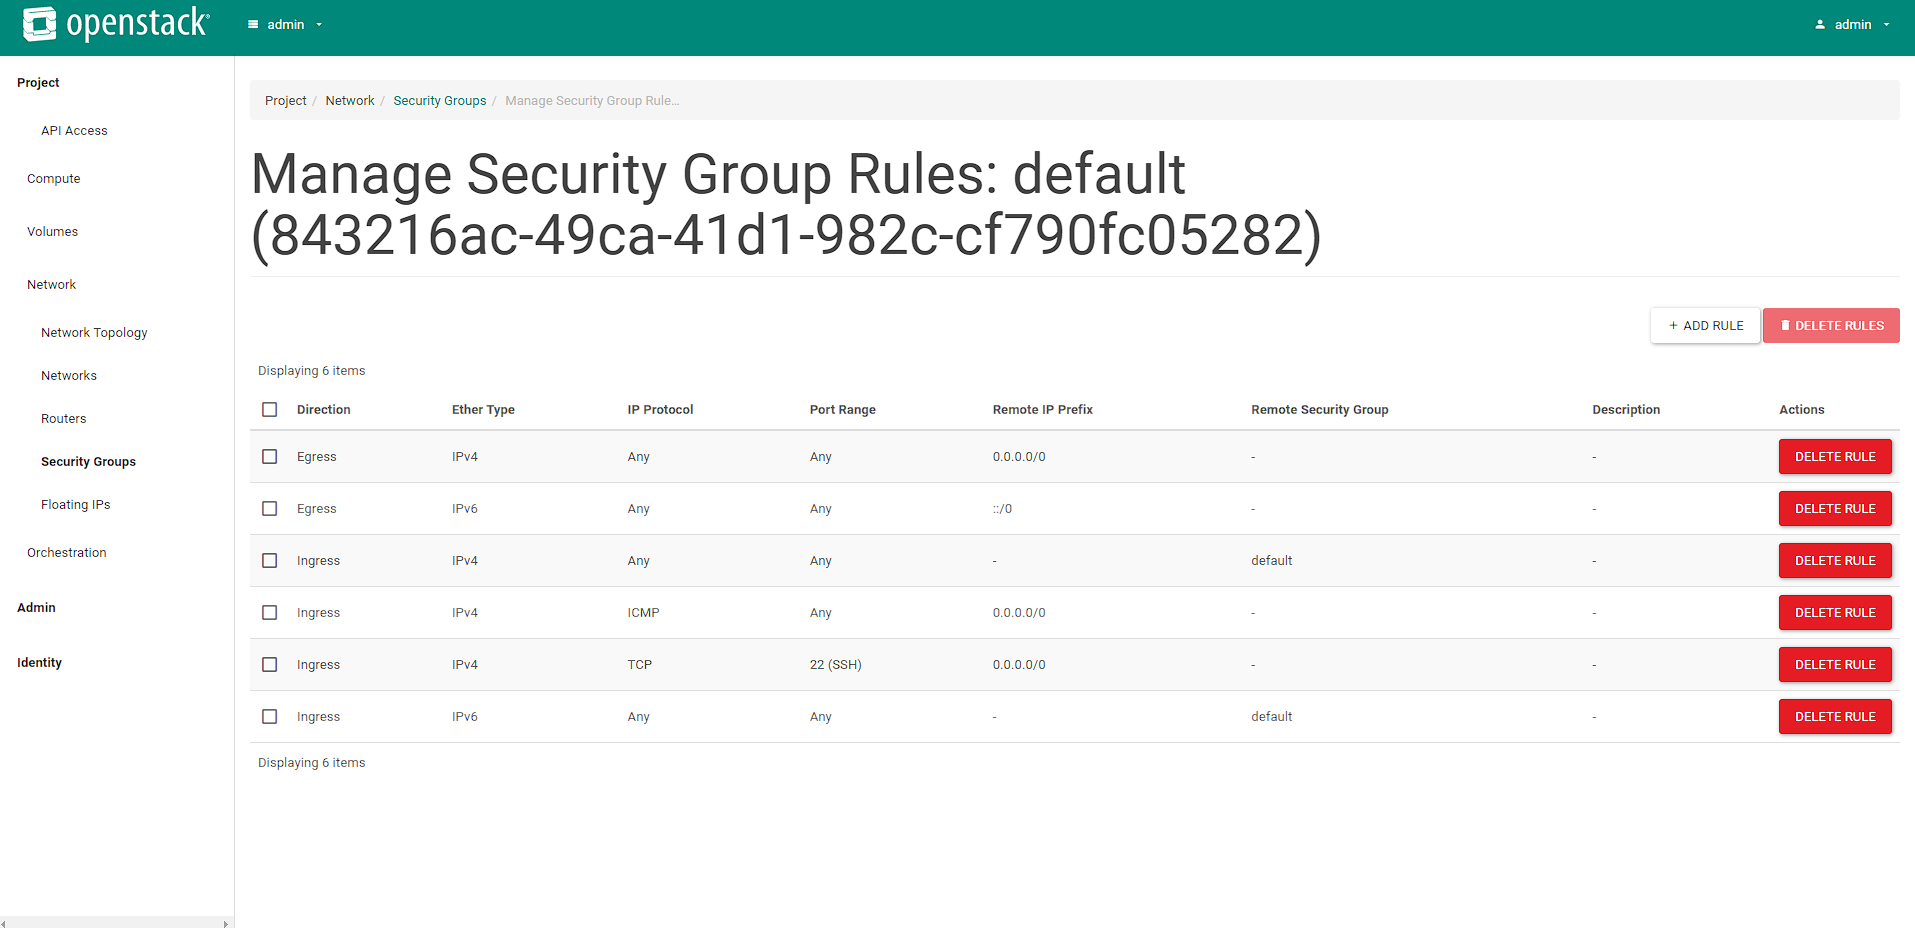 openstack®
admin
admin
Project
API Access
Compute
Volumes
Network
Network Topology
Networks
Routers
Security Groups
Floating IPs
Orchestration
Admin
Identity
Project / Network / Security Groups / Manage Security Group Rule...
Manage Security Group Rules: default
(843216ac-49ca-41d1-982c-cf790fc05282)
+ ADD RULE DELETE RULES
Displaying 6 items
Direction Ether Type IP Protocol Port Range Remote IP Prefix Remote Security Group Description Actions
Egress IPv4 Any Any 0.0.0.0/0 - - DELETE RULE
Egress IPv6 Any Any ::/0 - - DELETE RULE
Ingress IPv4 Any Any - default - DELETE RULE
Ingress IPv4 ICMP Any 0.0.0.0/0 - - DELETE RULE
Ingress IPv4 TCP 22 (SSH) 0.0.0.0/0 - - DELETE RULE
Ingress IPv6 Any Any - default - DELETE RULE
Displaying 6 items